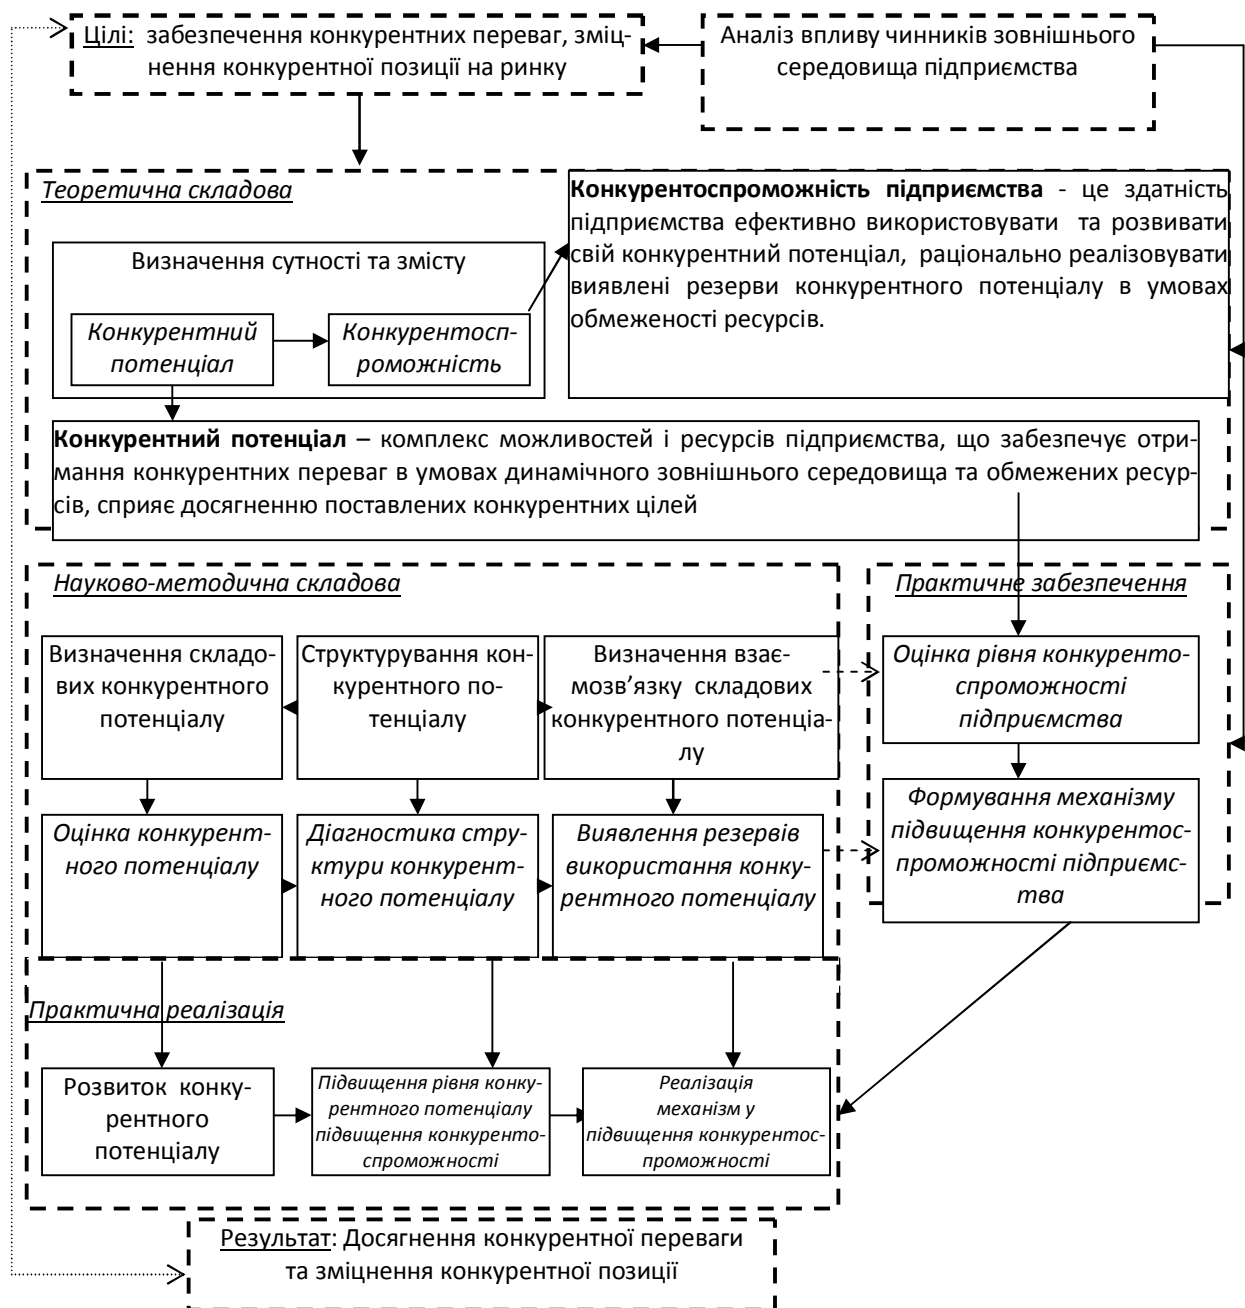 Цілі: забезпечення конкурентних переваг, зміц-
нення конкурентної позиції на ринку
Аналіз впливу чинників зовнішнього
середовища підприємства
Теоретична складова
Визначення сутності та змісту
Конкурентний
потенціал
Конкурентосп-
роможність
Конкурентоспроможність підприємства - це здатність
підприємства ефективно використовувати та розвивати
свій конкурентний потенціал, раціонально реалізовувати
виявлені резерви конкурентного потенціалу в умовах
обмеженості ресурсів.
Конкурентний потенціал – комплекс можливостей і ресурсів підприємства, що забезпечує отри-
мання конкурентних переваг в умовах динамічного зовнішнього середовища та обмежених ресур-
сів, сприяє досягненню поставлених конкурентних цілей
Науково-методична складова
Визначення складо-
вих конкурентного
потенціалу
Структурування кон-
курентного по-
тенціалу
Визначення взає-
мозв'язку складових
конкурентного потенціа-
лу
Оцінка конкурент-
ного потенціалу
Діагностика стру-
ктури конкурент-
ного потенціалу
Виявлення резервів
використання конку-
рентного потенціалу
Практичне забезпечення
Оцінка рівня конкуренто-
спроможності
підприємства
Формування механізму
підвищення конкурентос-
проможності підприємс-
тва
Практична реалізація
Розвиток конку-
рентного
потенціалу
Підвищення рівня конку-
рентного потенціалу
підвищення конкуренто-
спроможності
Реалізація
механізм у
підвищення конкурентос-
проможності
Результат: Досягнення конкурентної переваги
та зміцнення конкурентної позиції